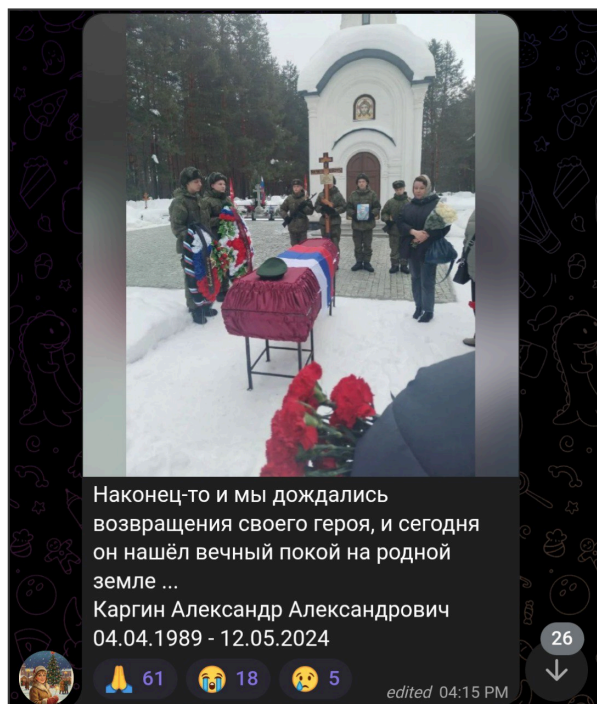 Наконец-то и мы дождались
возвращения своего героя, и сегодня
он нашёл вечный покой на родной
земле ...
Каргин Александр Александрович
04.04.1989 - 12.05.2024
61
18
5
edited 04:15 PM
26